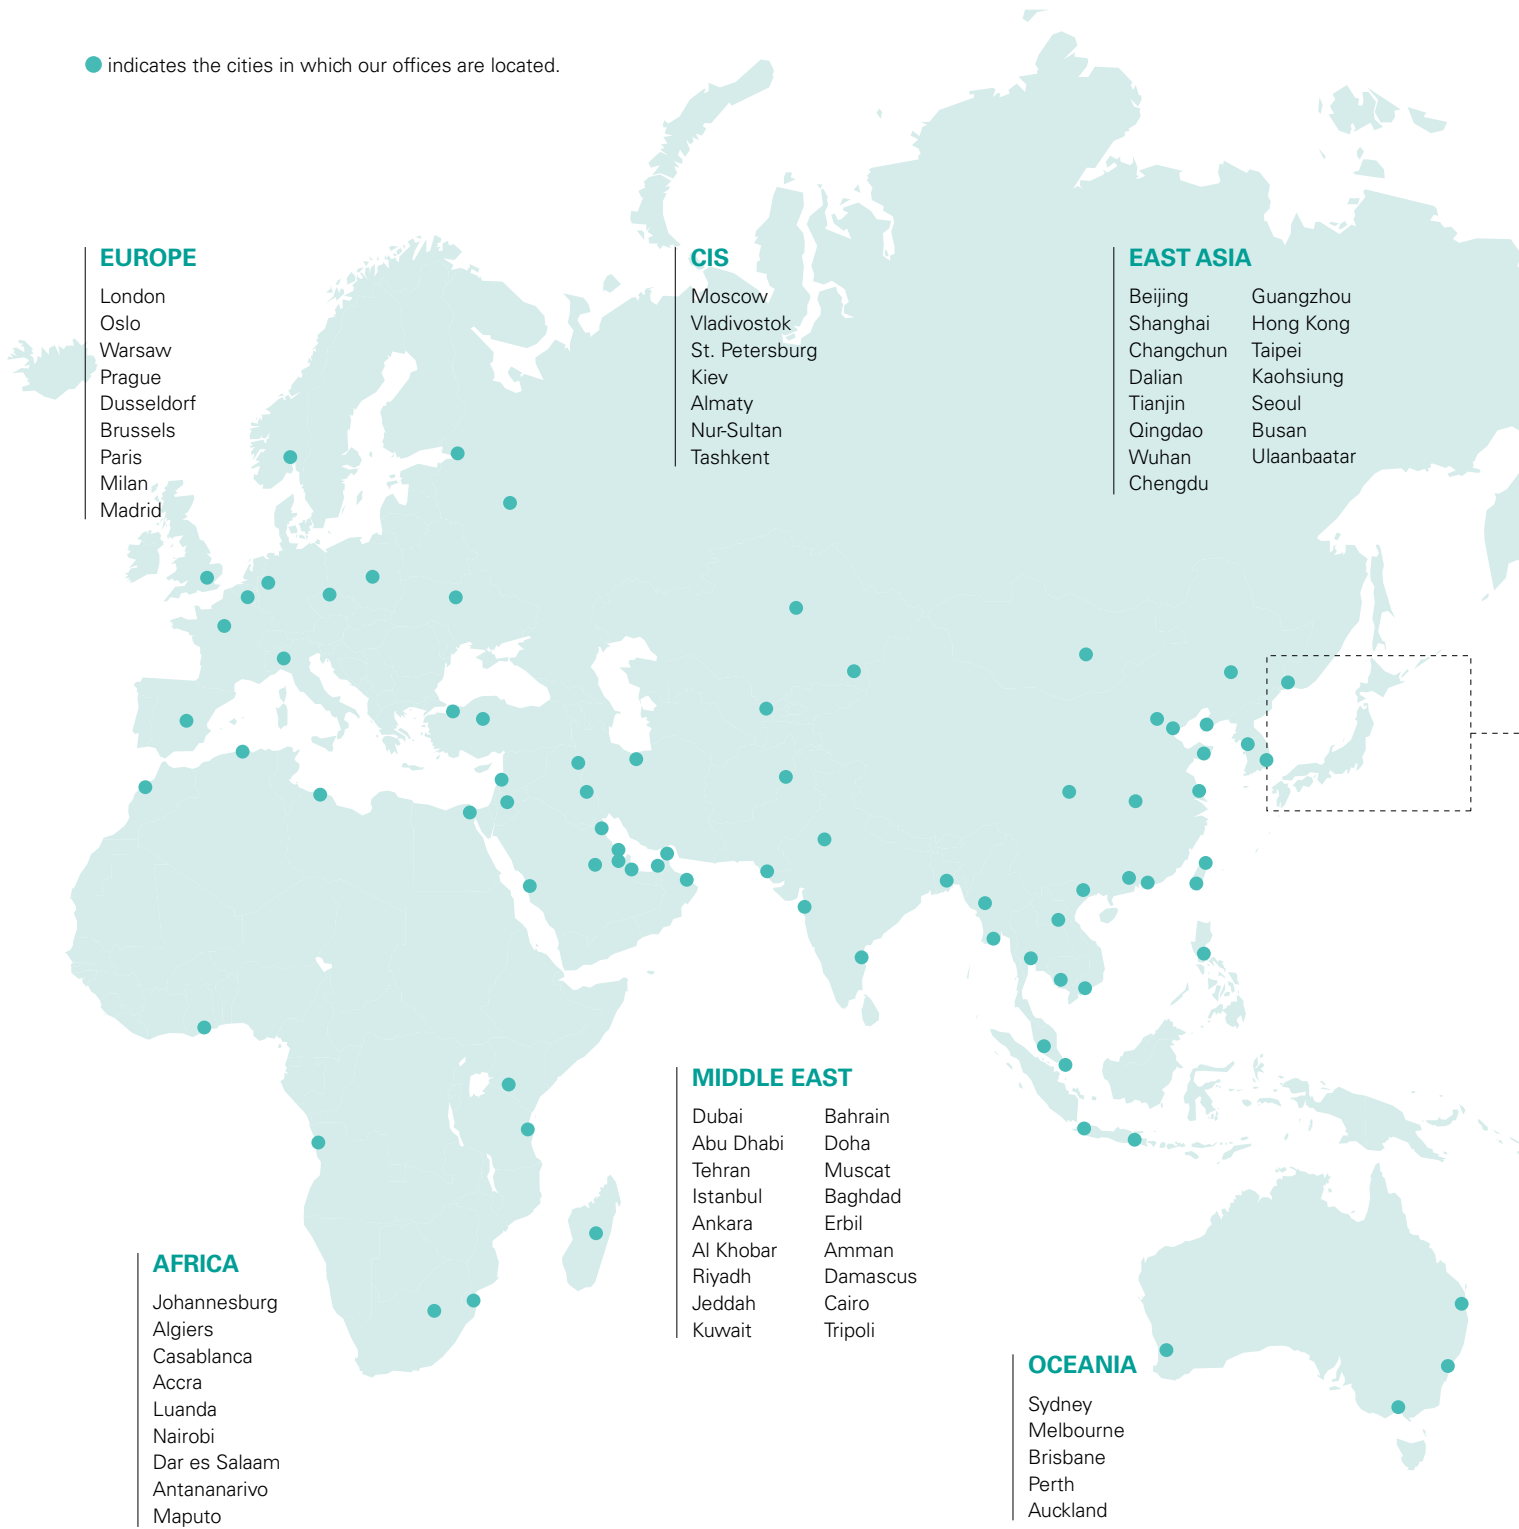 indicates the cities in which our offices are located.
EUROPE
London
Oslo
Warsaw
Prague
Dusseldorf
Brussels
Paris
Milan
Madrid
CIS
Moscow
Vladivostok
St. Petersburg
Kiev
Almaty
Nur-Sultan
Tashkent
EAST ASIA
Beijing
Shanghai
Changchun
Dalian
Tianjin
Qingdao
Wuhan
Chengdu
Guangzhou
Hong Kong
Taipei
Kaohsiung
Seoul
Busan
Ulaanbaatar
MIDDLE EAST
Dubai
Abu Dhabi
Tehran
Istanbul
Ankara
Al Khobar
Riyadh
Jeddah
Kuwait
Bahrain
Doha
Muscat
Baghdad
Erbil
Amman
Damascus
Cairo
Tripoli
AFRICA
Johannesburg
Algiers
Casablanca
Accra
Luanda
Nairobi
Dar es Salaam
Antananarivo
Maputo
OCEANIA
Sydney
Melbourne
Brisbane
Perth
Auckland